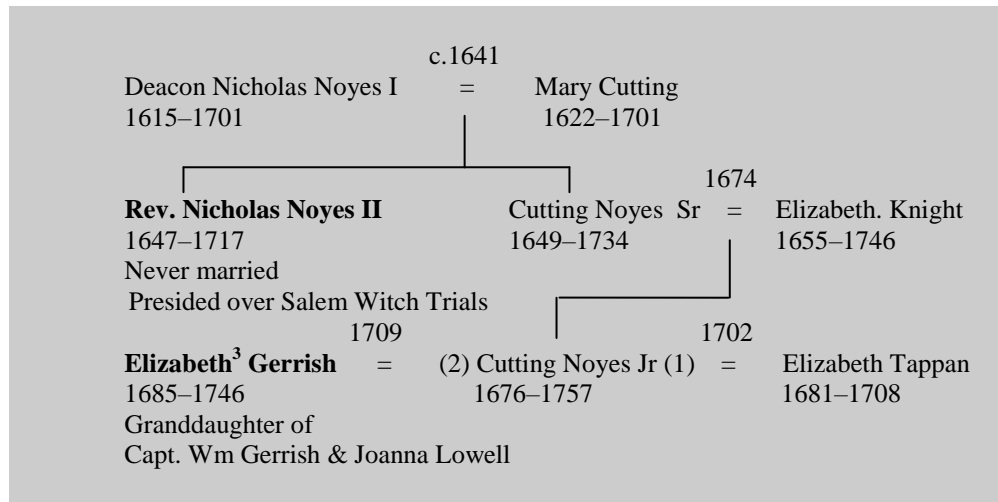 c.1641
Deacon Nicholas Noyes I = Mary Cutting
1615–1701 1622–1701
1674
Rev. Nicholas Noyes II Cutting Noyes Sr = Elizabeth. Knight
1647–1717 1649–1734 1655–1746
Never married
Presided over Salem Witch Trials
1709 1702
Elizabeth³ Gerrish = (2) Cutting Noyes Jr (1) = Elizabeth Tappan
1685–1746 1676–1757 1681–1708
Granddaughter of
Capt. Wm Gerrish & Joanna Lowell